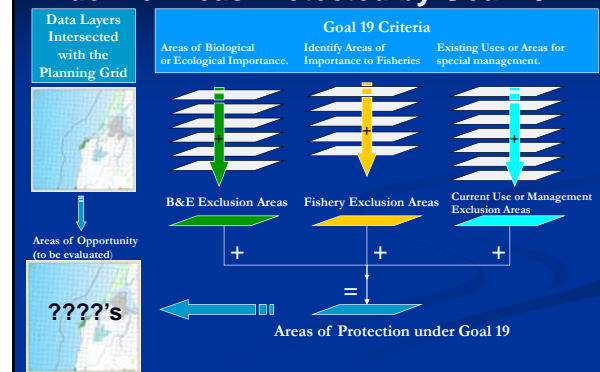 Data Layers
Intersected
with the
Planning Grid
Goal 19 Criteria
Areas of Biological
or Ecological Importance.
Identify Areas of
Importance to Fisheries
Existing Uses or Areas for
special management.
+
+
+
B&E Exclusion Areas
Fishery Exclusion Areas
Current Use or Management
Exclusion Areas
Areas of Opportunity
(to be evaluated)
+
+
+
=
????'s
Areas of Protection under Goal 19